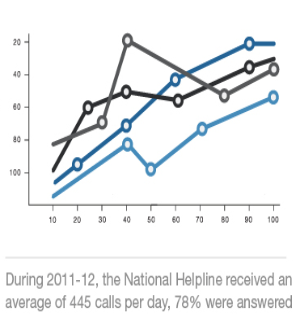 20
40
60
80
100
10 20 30 40 50 60 70 80 90 100
During 2011-12, the National Helpline received an
average of 445 calls per day, 78% were answered